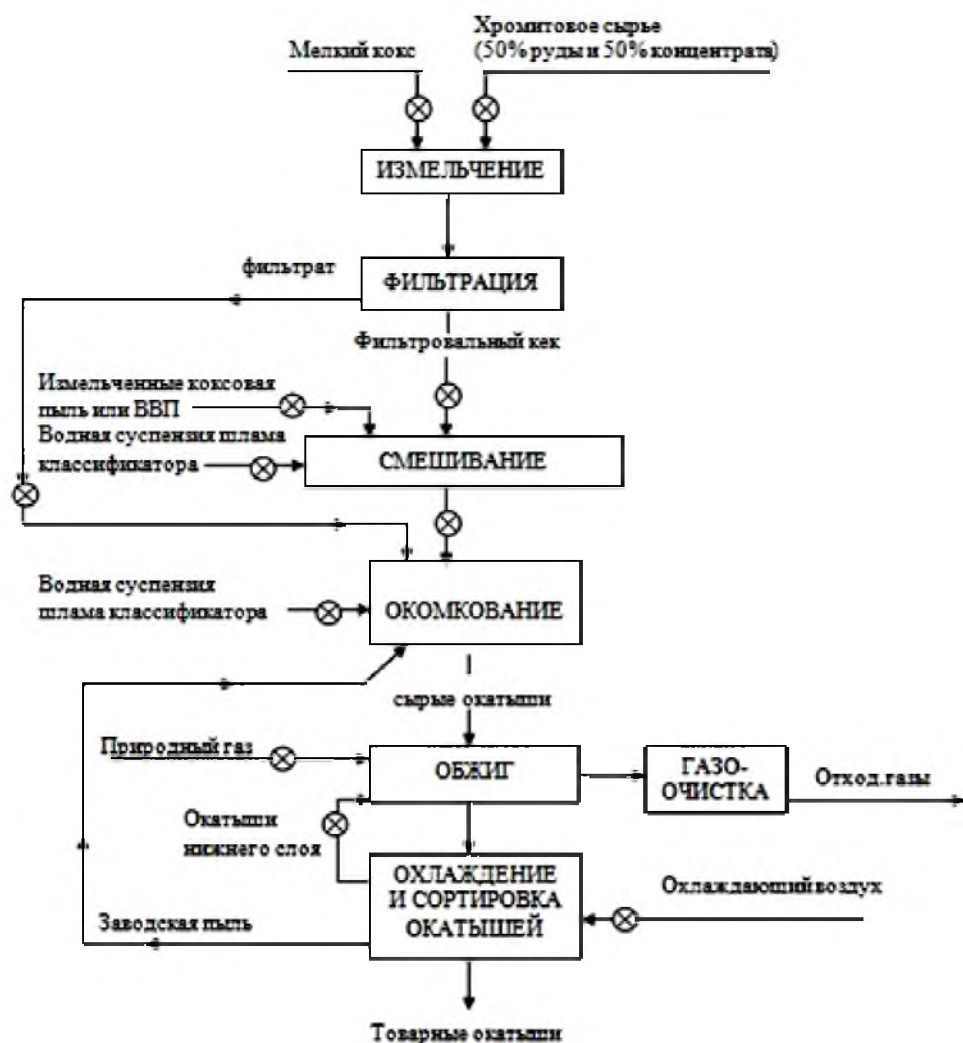 Хромитовое сырье
(50% руды и 50% концентрата)
Мелкий кокс
ИЗМЕЛЬЧЕНИЕ
фильтрат
ФИЛЬТРАЦИЯ
Фильтровальный кек
Измельченные коксовая
пыль или ВВП
Водная суспензия шлама
классификатора
СМЕШИВАНИЕ
Водная суспензия
шлама классификатора
ОКОМКОВАНИЕ
сырые окатыши
Природный газ
ОБЖИГ
ГАЗО-
ОЧИСТКА
Отход.газы
Окатыши
нижнего слоя
ОХЛАЖДЕНИЕ
И СОРТИРОВКА
ОКАТЫШЕЙ
Охлаждающий воздух
Заводская пыль
Товарные окатыши